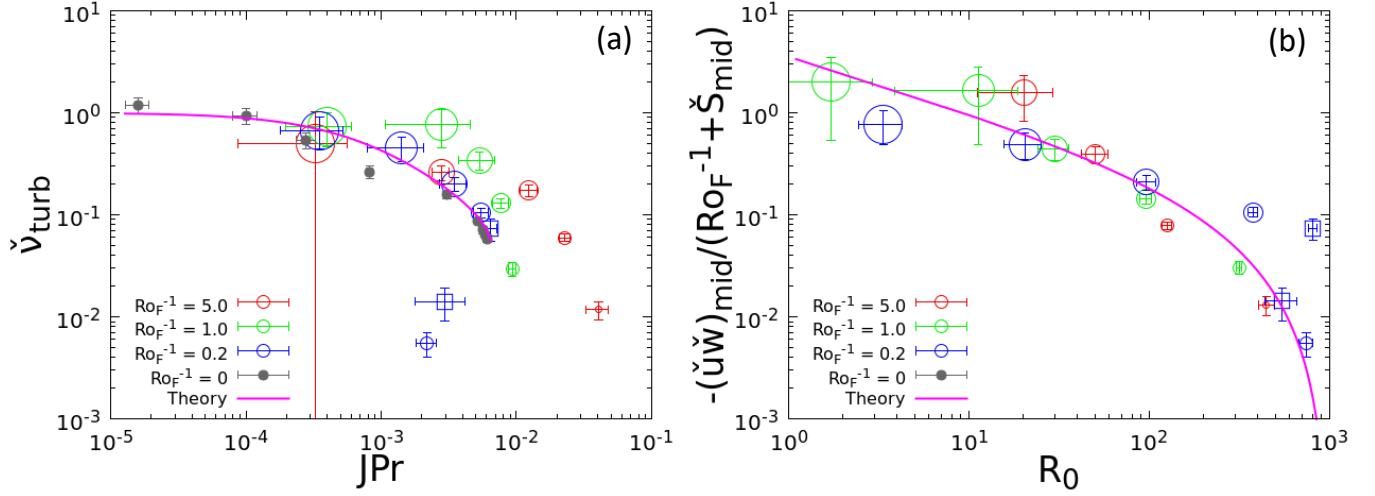 (a)
10¹
10⁰
10⁻¹
10⁻²
10⁻³
ν̌_turb
Ro_F⁻¹ = 5.0
Ro_F⁻¹ = 1.0
Ro_F⁻¹ = 0.2
Ro_F⁻¹ = 0
Theory
10⁻⁵ 10⁻⁴ 10⁻³ 10⁻² 10⁻¹
JPr
(b)
10¹
10⁰
10⁻¹
10⁻²
10⁻³
-(ǔw̌)_mid/(Ro_F⁻¹+Š_mid)
Ro_F⁻¹ = 5.0
Ro_F⁻¹ = 1.0
Ro_F⁻¹ = 0.2
Ro_F⁻¹ = 0
Theory
10⁰ 10¹ 10² 10³
R₀